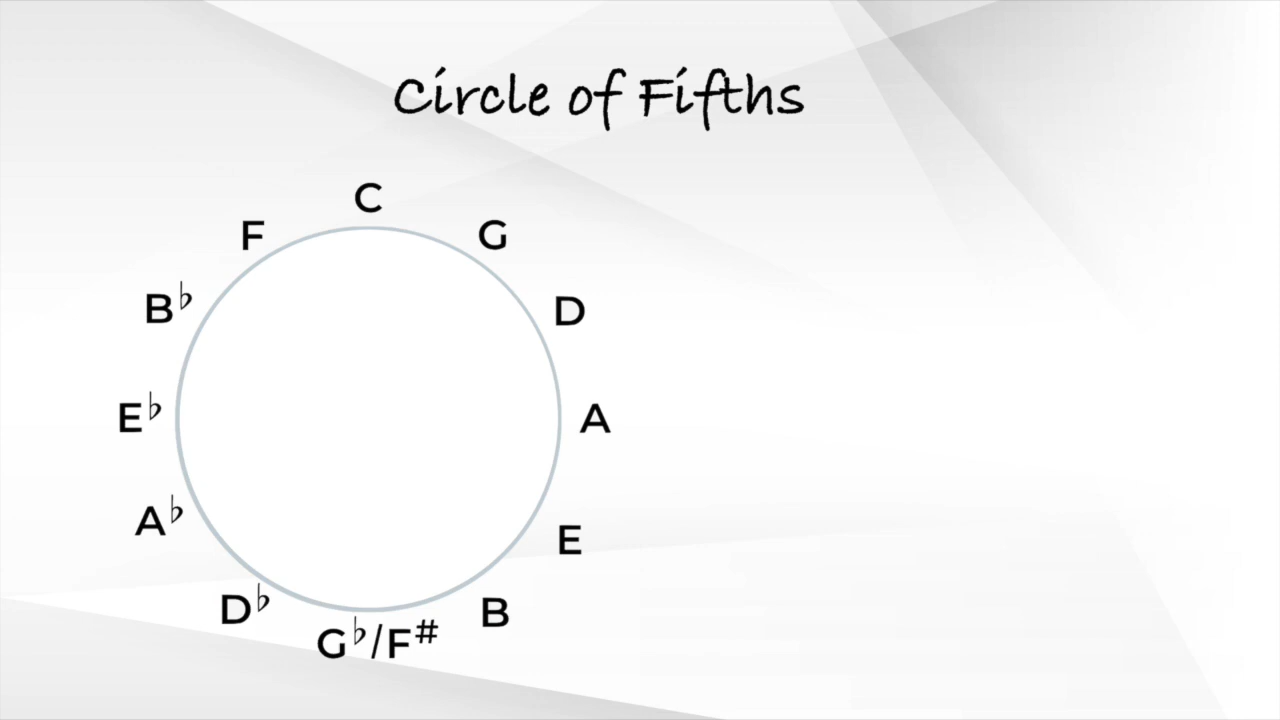 Circle of Fifths
C
F
G
B♭
D
E♭
A
A♭
E
D♭
B
G♭/F#